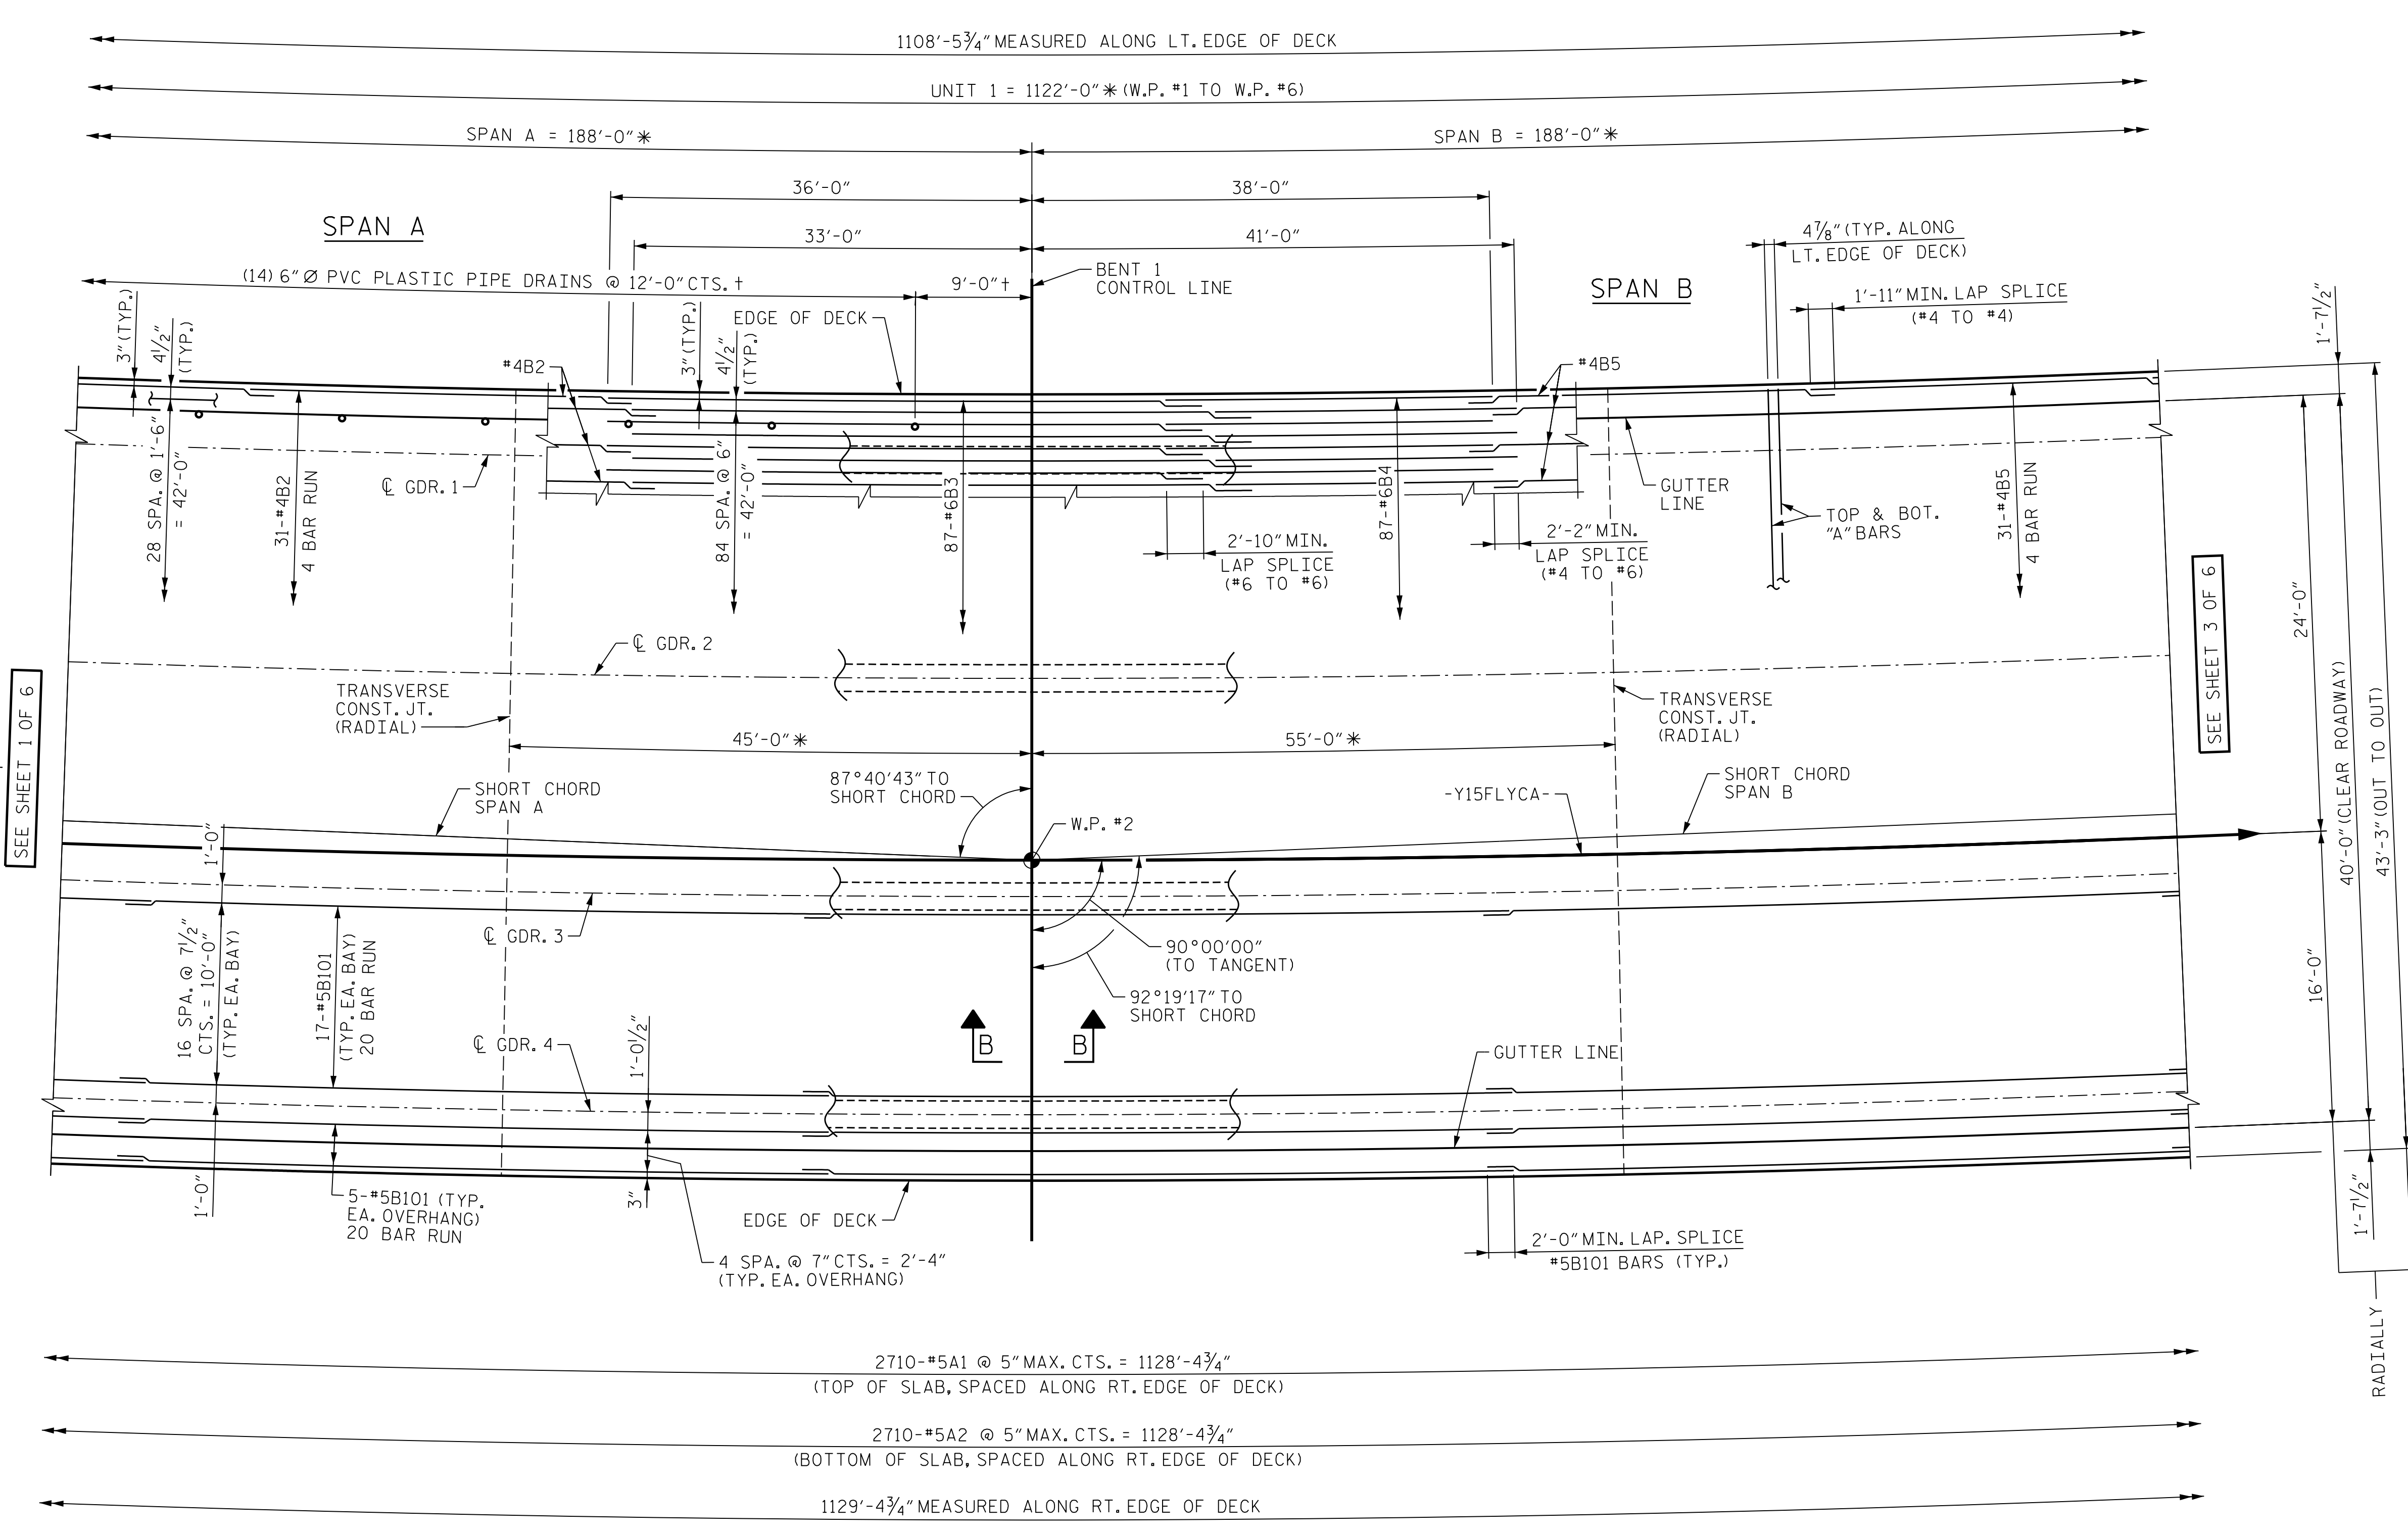 1108'-5¾" MEASURED ALONG LT. EDGE OF DECK
UNIT 1 = 1122'-0"* (W.P. #1 TO W.P. #6)
SPAN A = 188'-0"*
SPAN B = 188'-0"*
36'-0"
38'-0"
SPAN A
33'-0"
41'-0"
4⅞" (TYP. ALONG
LT. EDGE OF DECK)
(14) 6" Ø PVC PLASTIC PIPE DRAINS @ 12'-0" CTS. †
9'-0" †
BENT 1
CONTROL LINE
SPAN B
1'-11" MIN. LAP SPLICE
(#4 TO #4)
3" (TYP.)
4½"
(TYP.)
EDGE OF DECK
3" (TYP.)
4½"
(TYP.)
1'-7½"
#4B2
#4B5
28 SPA. @ 1'-6"
= 42'-0"
31-#4B2
4 BAR RUN
₵ GDR. 1
84 SPA. @ 6"
= 42'-0"
87-#6B3
87-#6B4
GUTTER
LINE
TOP & BOT.
"A" BARS
31-#4B5
4 BAR RUN
2'-10" MIN.
LAP SPLICE
(#6 TO #6)
2'-2" MIN.
LAP SPLICE
(#4 TO #6)
₵ GDR. 2
TRANSVERSE
CONST. JT.
(RADIAL)
TRANSVERSE
CONST. JT.
(RADIAL)
SEE SHEET 1 OF 6
SEE SHEET 3 OF 6
24'-0"
40'-0" (CLEAR ROADWAY)
43'-3" (OUT TO OUT)
45'-0"*
55'-0"*
SHORT CHORD
SPAN A
87°40'43" TO
SHORT CHORD
-Y15FLYCA-
SHORT CHORD
SPAN B
W.P. #2
1'-0"
16 SPA. @ 7½"
CTS. = 10'-0"
(TYP. EA. BAY)
17-#5B101
(TYP. EA. BAY)
20 BAR RUN
₵ GDR. 3
90°00'00"
(TO TANGENT)
92°19'17" TO
SHORT CHORD
16'-0"
₵ GDR. 4
1'-0½"
B
B
GUTTER LINE
1'-0"
5-#5B101 (TYP.
EA. OVERHANG)
20 BAR RUN
3"
EDGE OF DECK
4 SPA. @ 7" CTS. = 2'-4"
(TYP. EA. OVERHANG)
2'-0" MIN. LAP. SPLICE
#5B101 BARS (TYP.)
1'-7½"
RADIALLY
2710-#5A1 @ 5" MAX. CTS. = 1128'-4¾"
(TOP OF SLAB, SPACED ALONG RT. EDGE OF DECK)
2710-#5A2 @ 5" MAX. CTS. = 1128'-4¾"
(BOTTOM OF SLAB, SPACED ALONG RT. EDGE OF DECK)
1129'-4¾" MEASURED ALONG RT. EDGE OF DECK